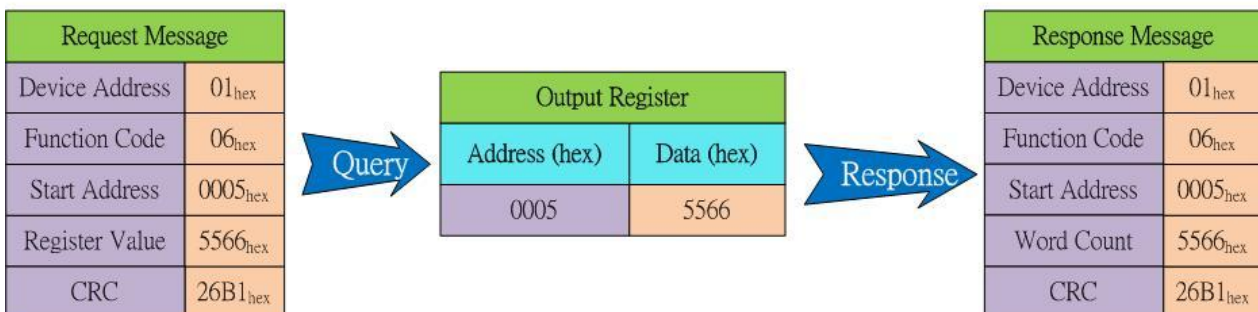 Request Message
Device Address 01hex
Function Code 06hex
Start Address 0005hex
Register Value 5566hex
CRC 26B1hex
Query
Output Register
Address (hex) Data (hex)
0005 5566
Response
Response Message
Device Address 01hex
Function Code 06hex
Start Address 0005hex
Word Count 5566hex
CRC 26B1hex